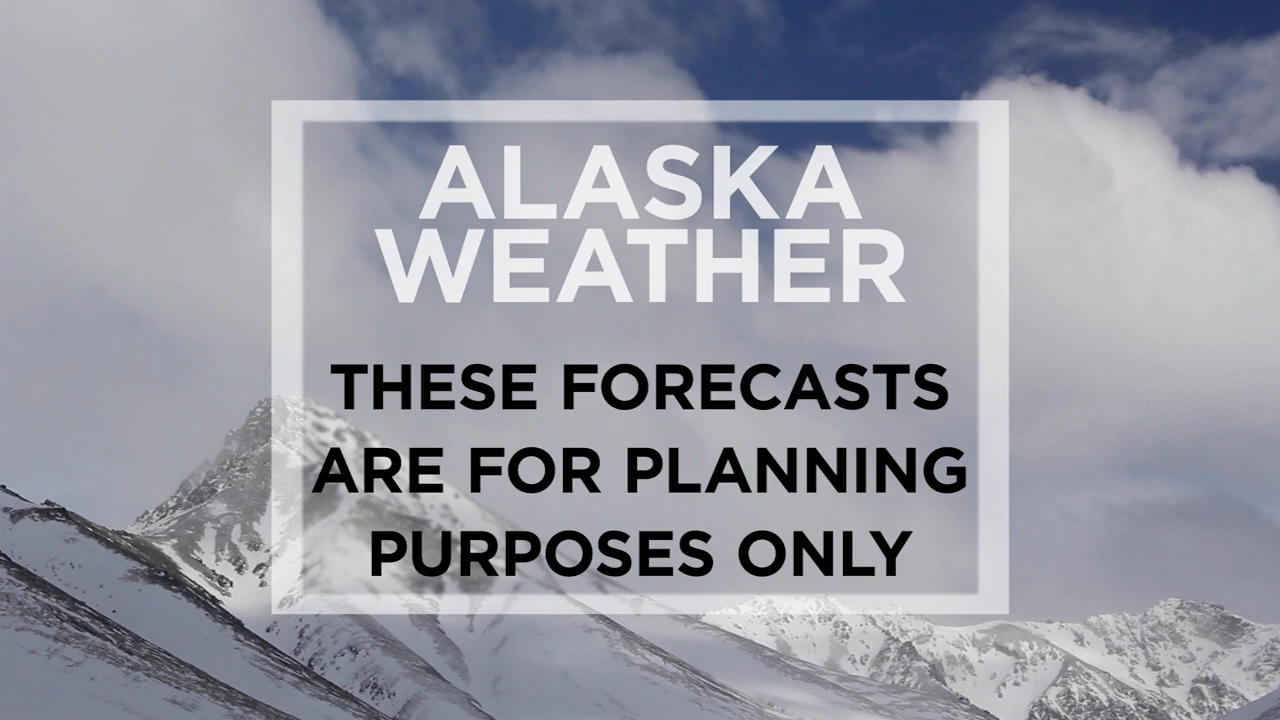 ALASKA
WEATHER
THESE FORECASTS
ARE FOR PLANNING
PURPOSES ONLY